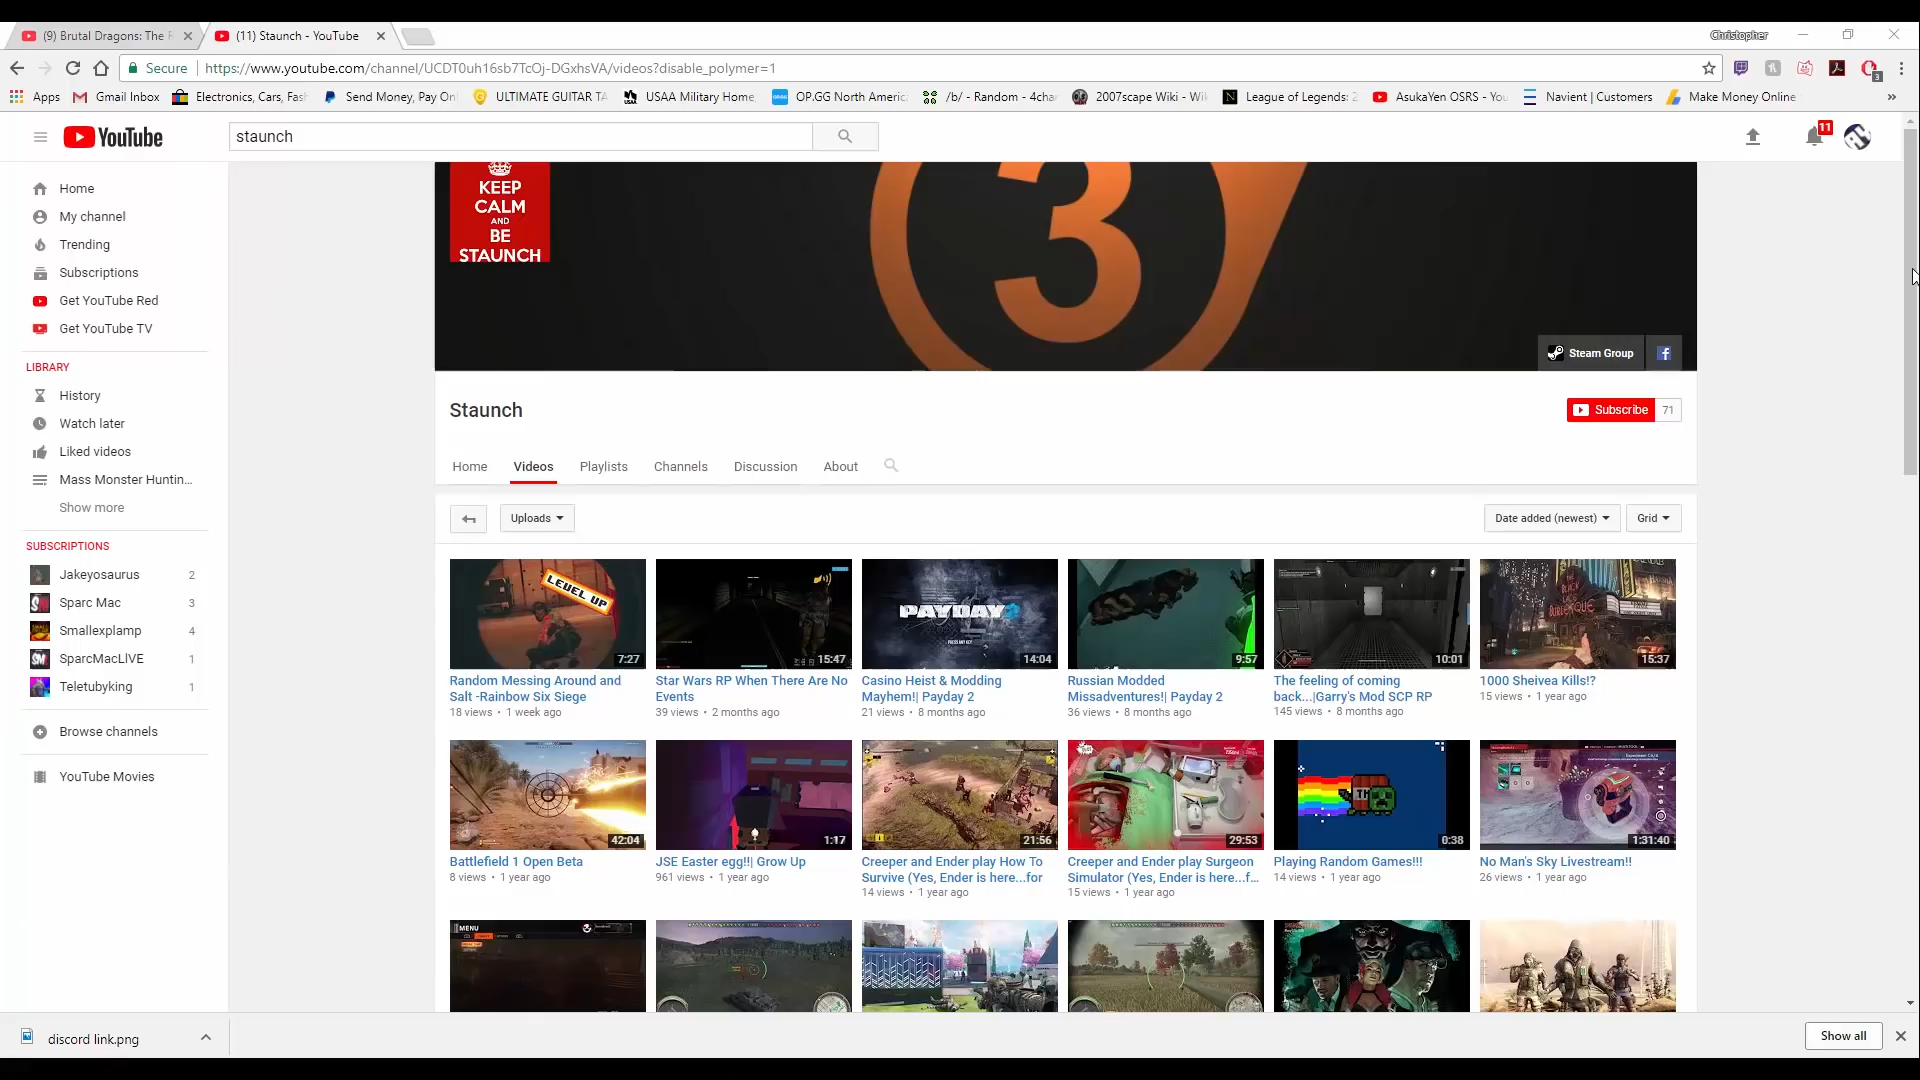 (9) Brutal Dragons: The R
(11) Staunch - YouTube
Christopher
Secure
https://www.youtube.com/channel/UCDT0uh16sb7TcOj-DGxhsVA/videos?disable_polymer=1
3
Apps
Gmail Inbox
Electronics, Cars, Fash
Send Money, Pay On
ULTIMATE GUITAR TA
USAA Military Home,
OP.GG North America
/b/ - Random - 4cha
2007scape Wiki - Wik
League of Legends: 2
AsukaYen OSRS - You
Navient | Customers
Make Money Online
»
YouTube
staunch
11
Home
My channel
Trending
Subscriptions
Get YouTube Red
Get YouTube TV
LIBRARY
History
Watch later
Liked videos
Mass Monster Huntin...
Show more
SUBSCRIPTIONS
Jakeyosaurus 2
Sparc Mac 3
Smallexplamp 4
SparcMacLIVE 1
Teletubyking 1
Browse channels
YouTube Movies
KEEP
CALM
AND
BE
STAUNCH
3
Steam Group
Staunch
Subscribe 71
Home
Videos
Playlists
Channels
Discussion
About
Uploads
Date added (newest)
Grid
LEVEL UP
7:27
15:47
PAYDAY 2
PRESS ANY KEY
14:04
9:57
10:01
BURLESQUE
15:37
Random Messing Around and
Salt -Rainbow Six Siege
18 views • 1 week ago
Star Wars RP When There Are No
Events
39 views • 2 months ago
Casino Heist & Modding
Mayhem!| Payday 2
21 views • 8 months ago
Russian Modded
Missadventures!| Payday 2
36 views • 8 months ago
The feeling of coming
back...|Garry's Mod SCP RP
145 views • 8 months ago
1000 Sheivea Kills!?
15 views • 1 year ago
42:04
1:17
21:56
29:53
0:38
1:31:40
Battlefield 1 Open Beta
8 views • 1 year ago
JSE Easter egg!!| Grow Up
961 views • 1 year ago
Creeper and Ender play How To
Survive (Yes, Ender is here...for
14 views • 1 year ago
Creeper and Ender play Surgeon
Simulator (Yes, Ender is here...f...
15 views • 1 year ago
Playing Random Games!!!
14 views • 1 year ago
No Man's Sky Livestream!!
26 views • 1 year ago
MENU
discord link.png
Show all